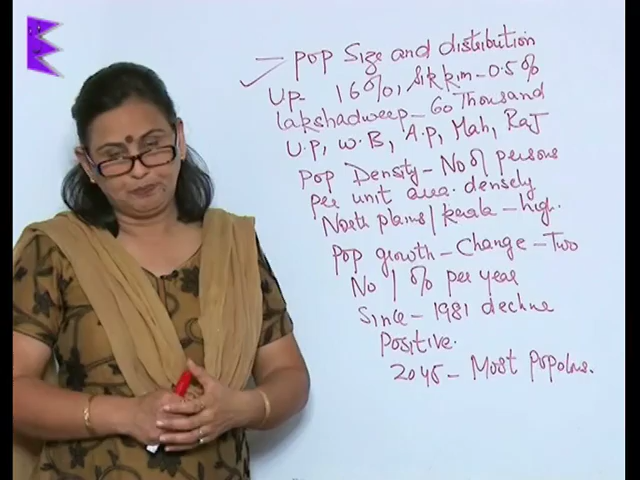 — Pop Size and distribution
UP- 16%, Sikkim - 0.5%
Lakshadweep - 60 Thousand
U.P, W.B, A.P, Mah, Raj
Pop Density - No of persons
per unit area. densely
North plains / Kerala - high.
Pop growth - Change - Two
No / % per year
Since - 1981 decline
Positive.
2045 - Most Populous.